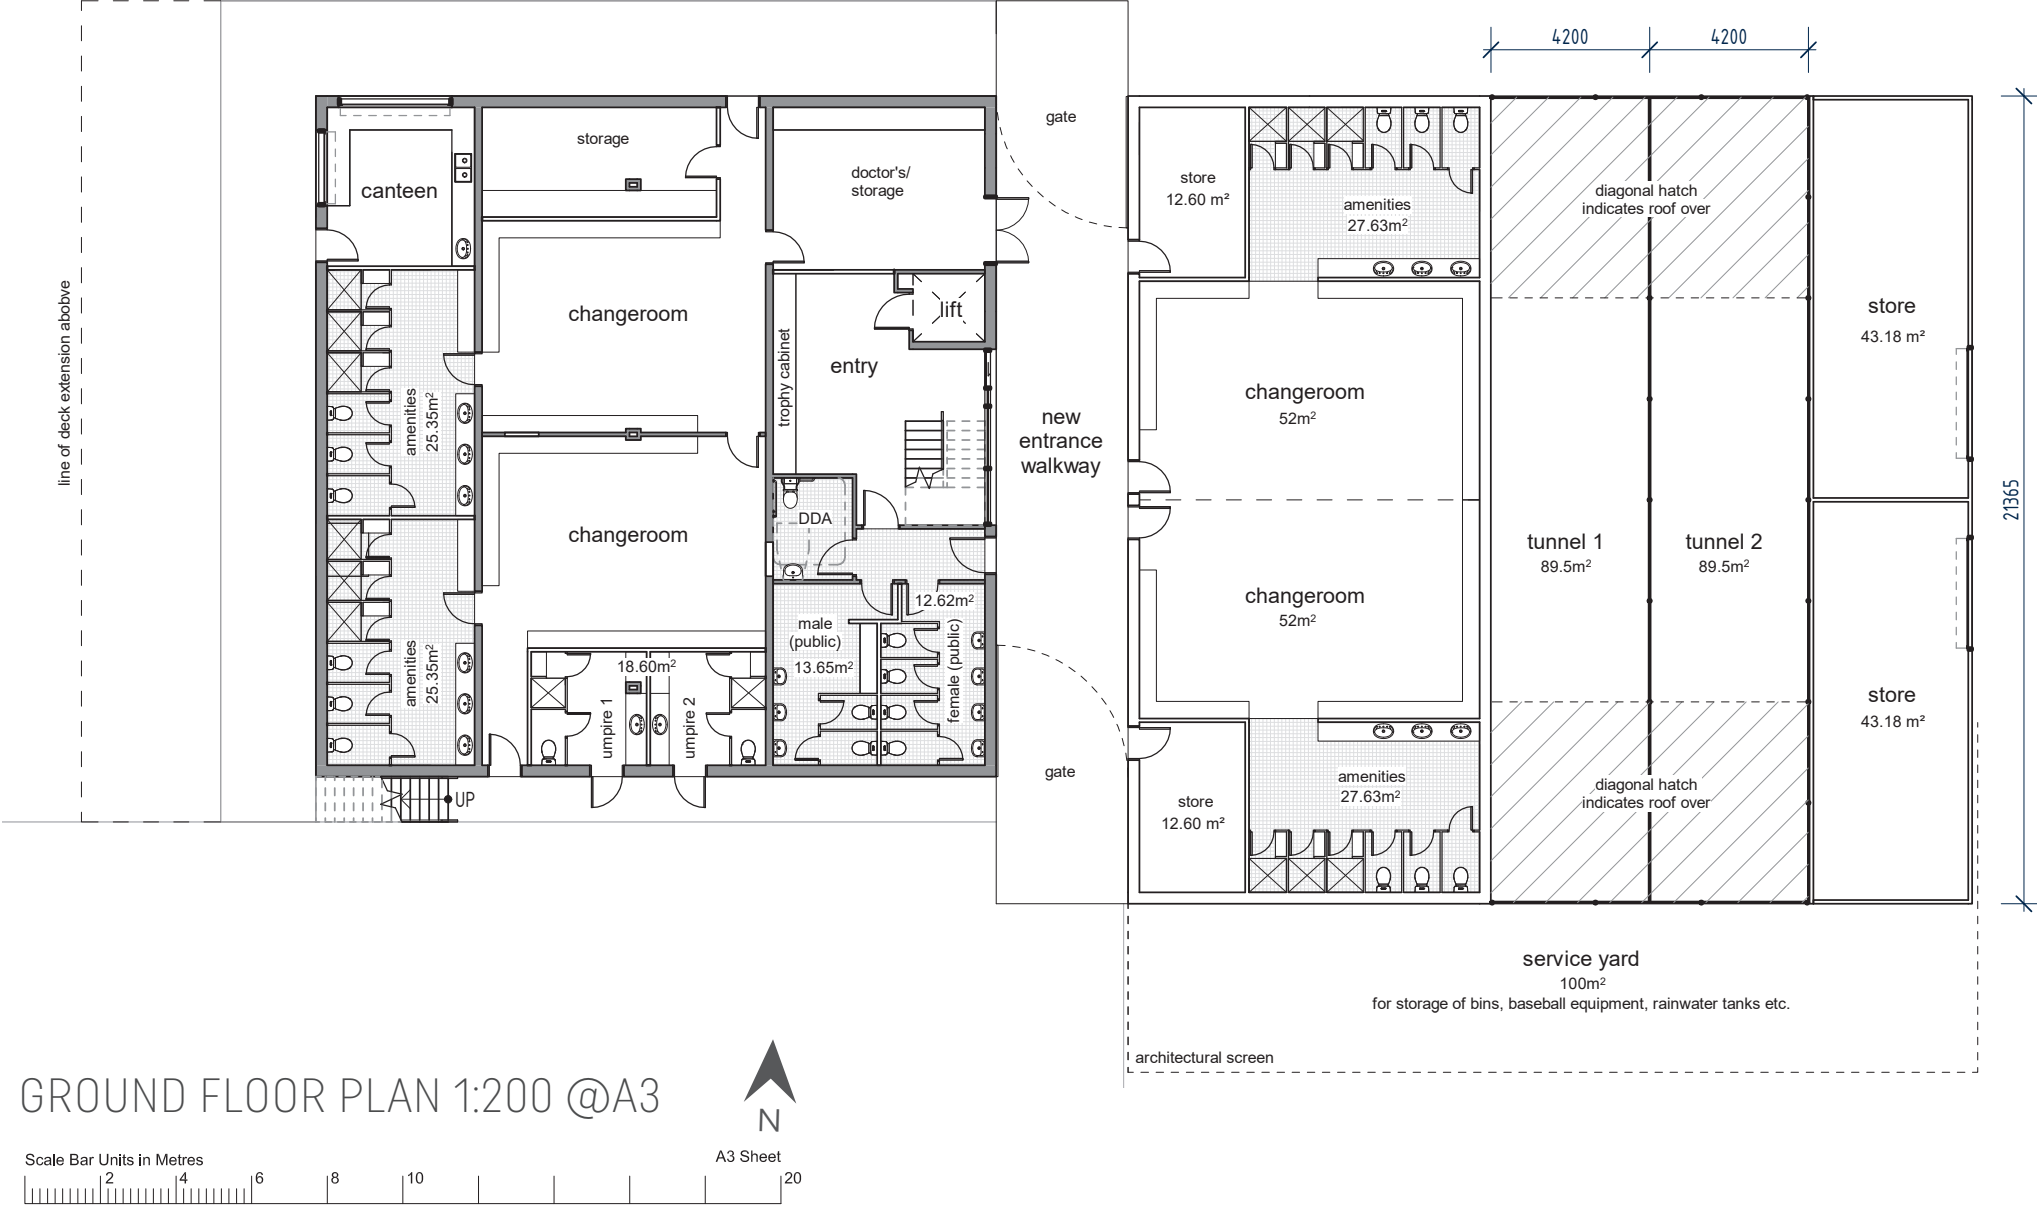 4200
4200
gate
storage
doctor's/
storage
canteen
store
12.60 m²
amenities
27.63m²
diagonal hatch
indicates roof over
line of deck extension abobve
changeroom
lift
trophy cabinet
entry
store
43.18 m²
amenities
25.35m²
new
entrance
walkway
changeroom
52m²
21365
changeroom
DDA
tunnel 1
89.5m²
tunnel 2
89.5m²
changeroom
52m²
12.62m²
male
(public)
13.65m²
female (public)
amenities
25.35m²
18.60m²
umpire 1
umpire 2
store
43.18 m²
gate
UP
store
12.60 m²
amenities
27.63m²
diagonal hatch
indicates roof over
service yard
100m²
for storage of bins, baseball equipment, rainwater tanks etc.
architectural screen
GROUND FLOOR PLAN 1:200 @A3
N
Scale Bar Units in Metres
A3 Sheet
2 4 6 8 10 20